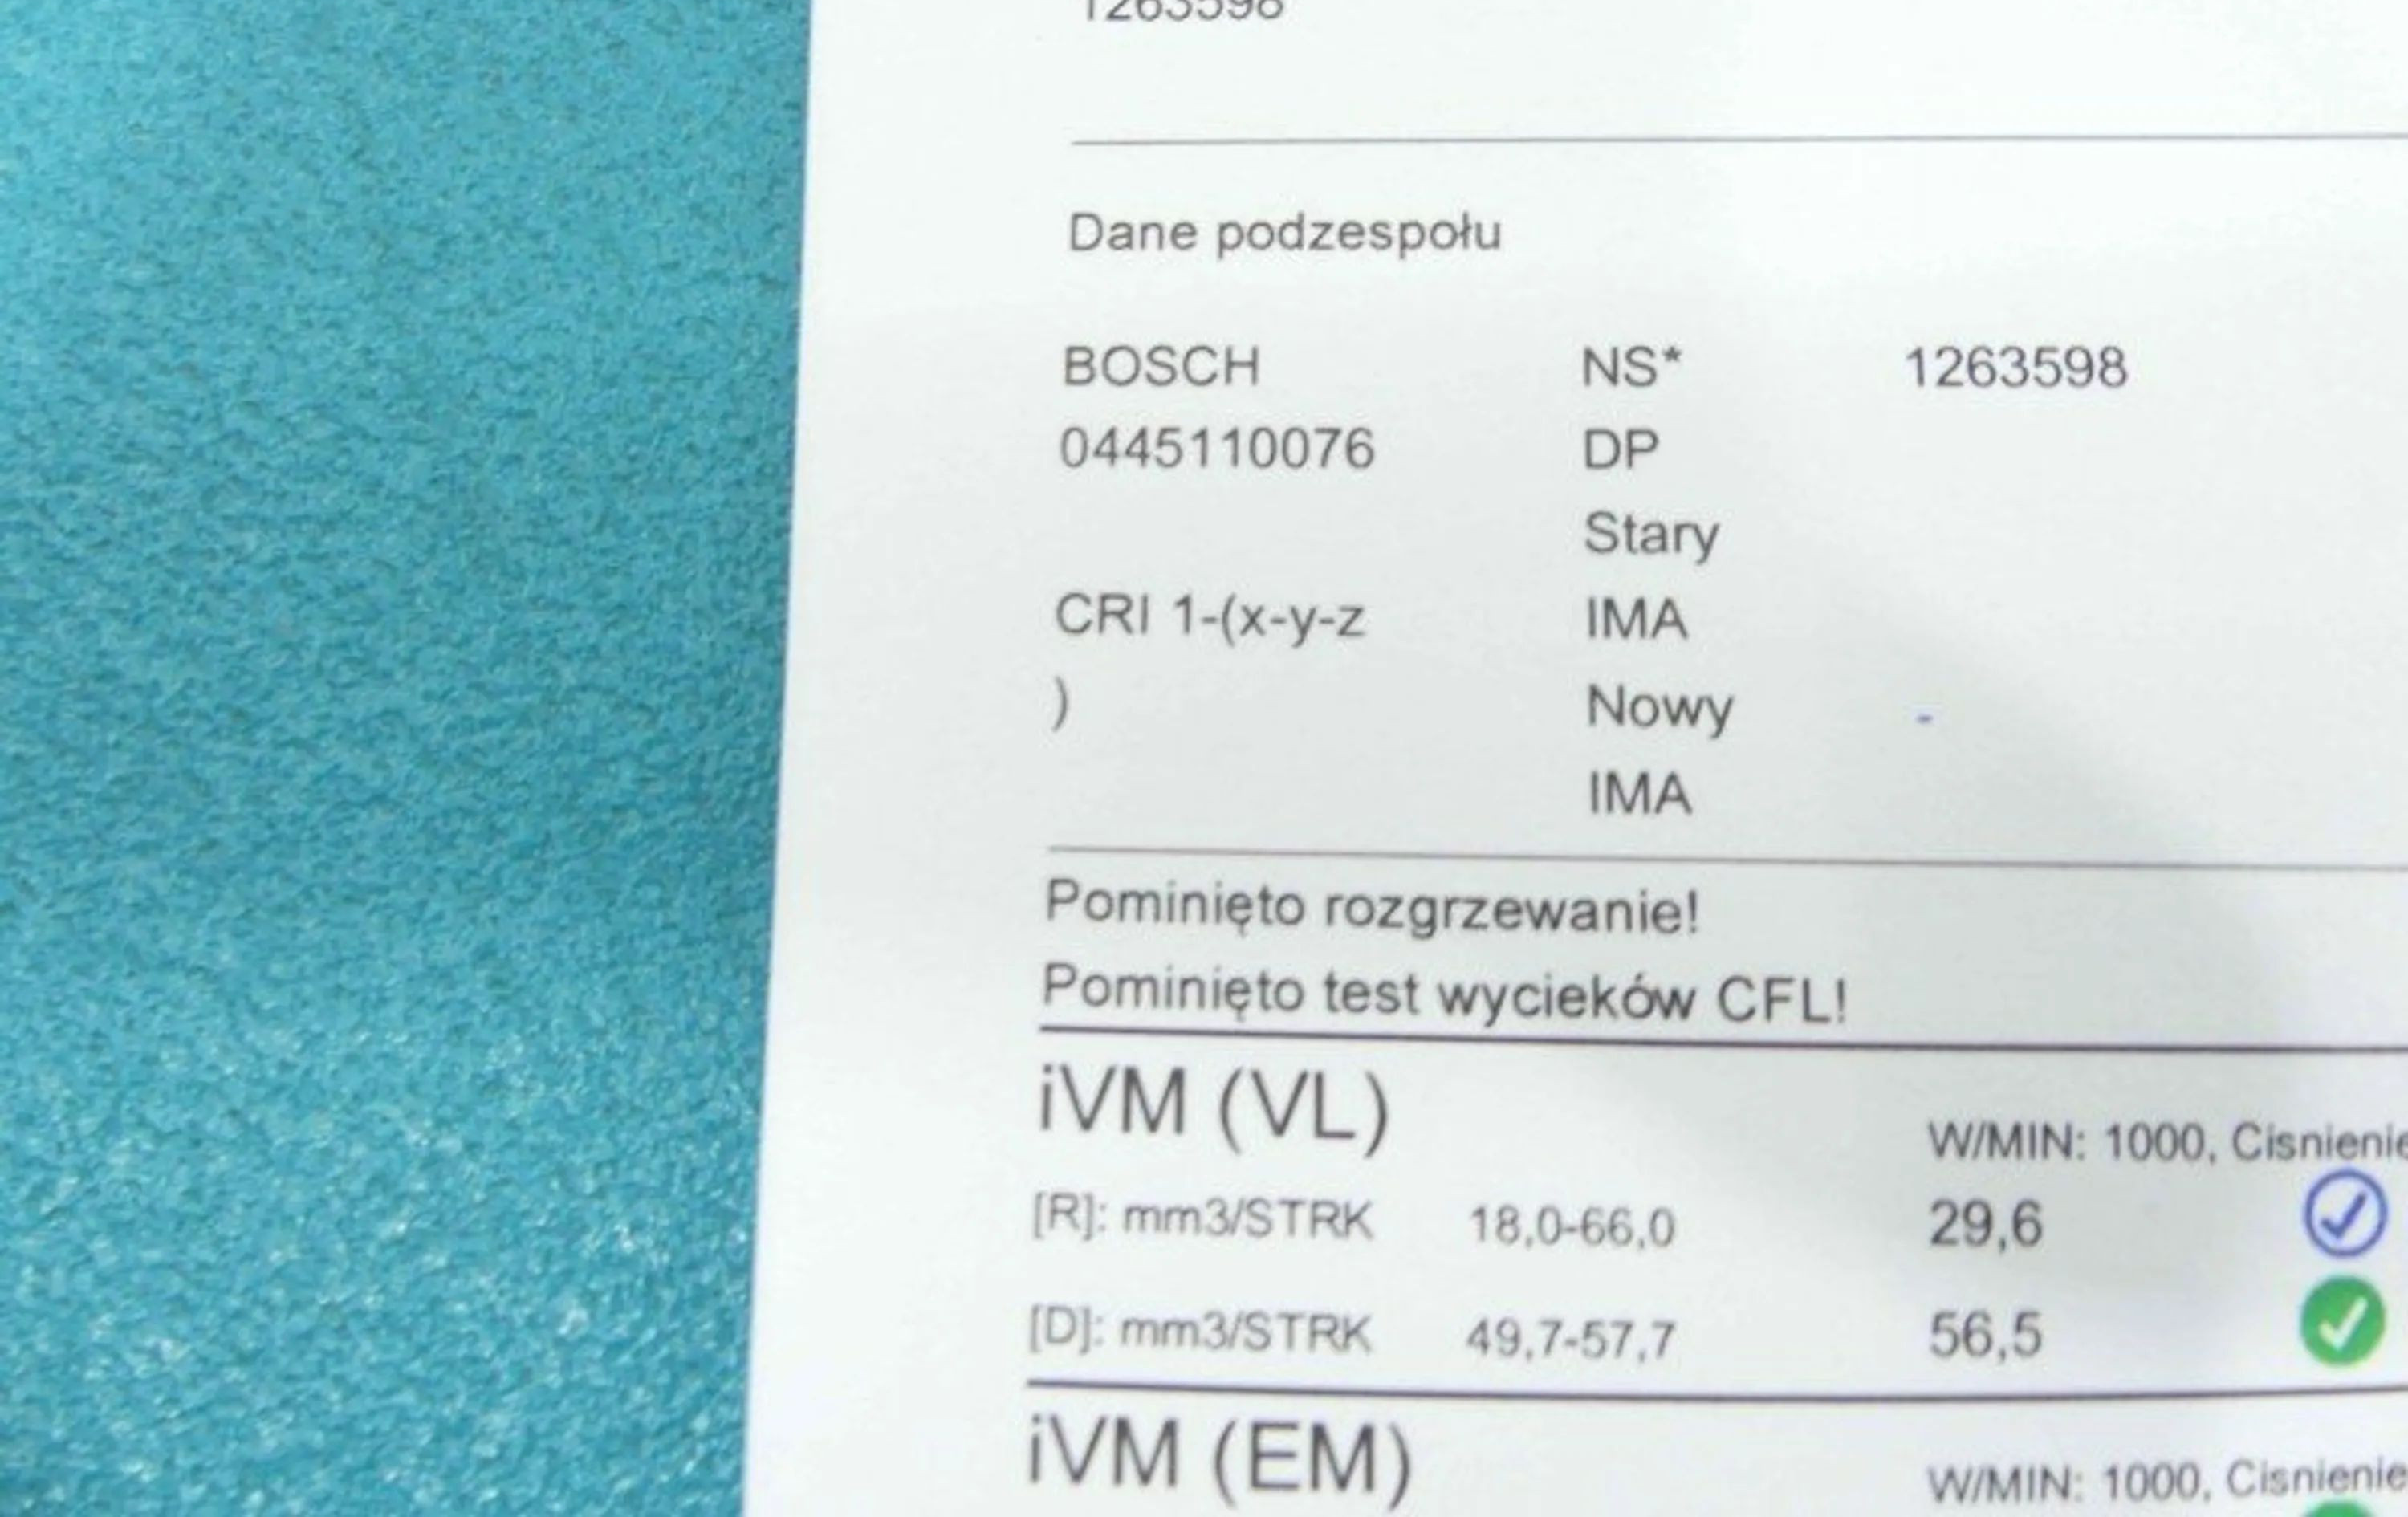 1263598
Dane podzespołu
BOSCH NS* 1263598
0445110076 DP
Stary
CRI 1-(x-y-z IMA
) Nowy -
IMA
Pominięto rozgrzewanie!
Pominięto test wycieków CFL!
iVM (VL)
W/MIN: 1000, Cisnienie
[R]: mm3/STRK 18,0-66,0 29,6
[D]: mm3/STRK 49,7-57,7 56,5
iVM (EM)
W/MIN: 1000, Cisnienie